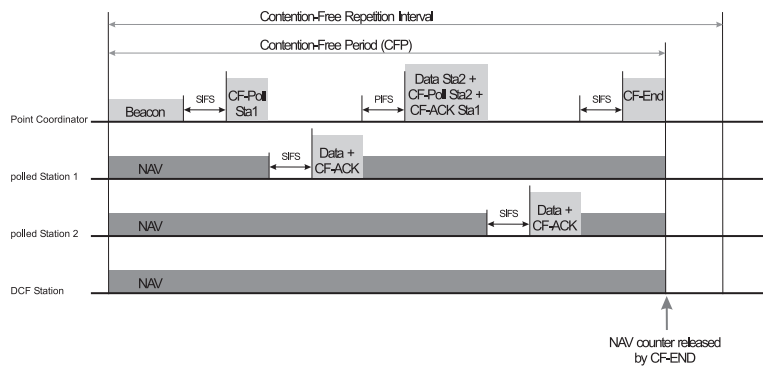 Contention-Free Repetition Interval
Contention-Free Period (CFP)
Beacon
SIFS
CF-Poll
Sta1
PIFS
Data Sta2 +
CF-Poll Sta2 +
CF-ACK Sta1
SIFS
CF-End
Point Coordinator
NAV
SIFS
Data +
CF-ACK
polled Station 1
NAV
SIFS
Data +
CF-ACK
polled Station 2
NAV
DCF Station
NAV counter released
by CF-END